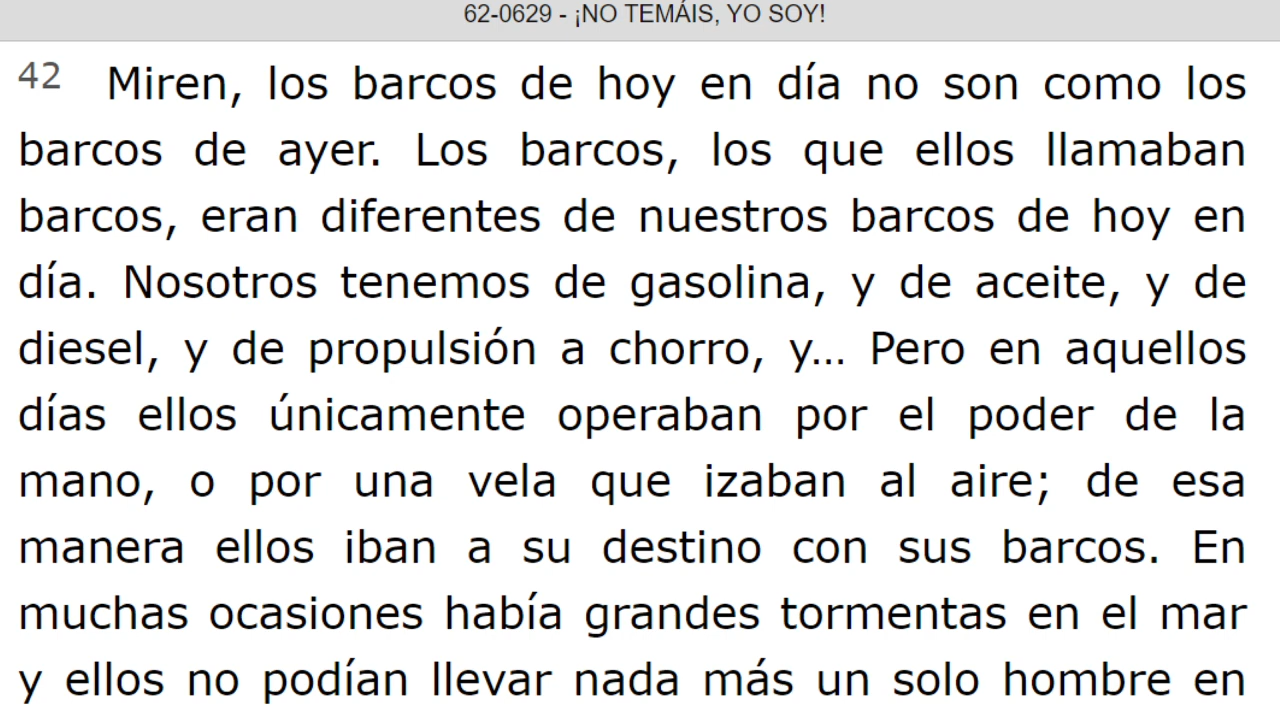 62-0629 - ¡NO TEMÁIS, YO SOY!
42 Miren, los barcos de hoy en día no son como los
barcos de ayer. Los barcos, los que ellos llamaban
barcos, eran diferentes de nuestros barcos de hoy en
día. Nosotros tenemos de gasolina, y de aceite, y de
diesel, y de propulsión a chorro, y... Pero en aquellos
días ellos únicamente operaban por el poder de la
mano, o por una vela que izaban al aire; de esa
manera ellos iban a su destino con sus barcos. En
muchas ocasiones había grandes tormentas en el mar
y ellos no podían llevar nada más un solo hombre en